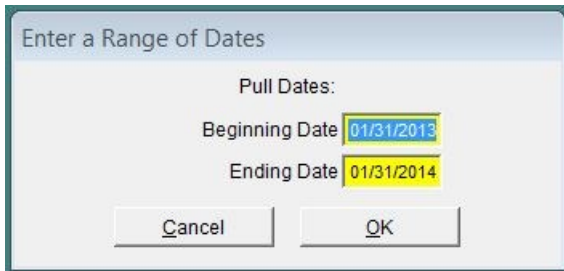 Enter a Range of Dates
Pull Dates:
Beginning Date 01/31/2013
Ending Date 01/31/2014
Cancel OK